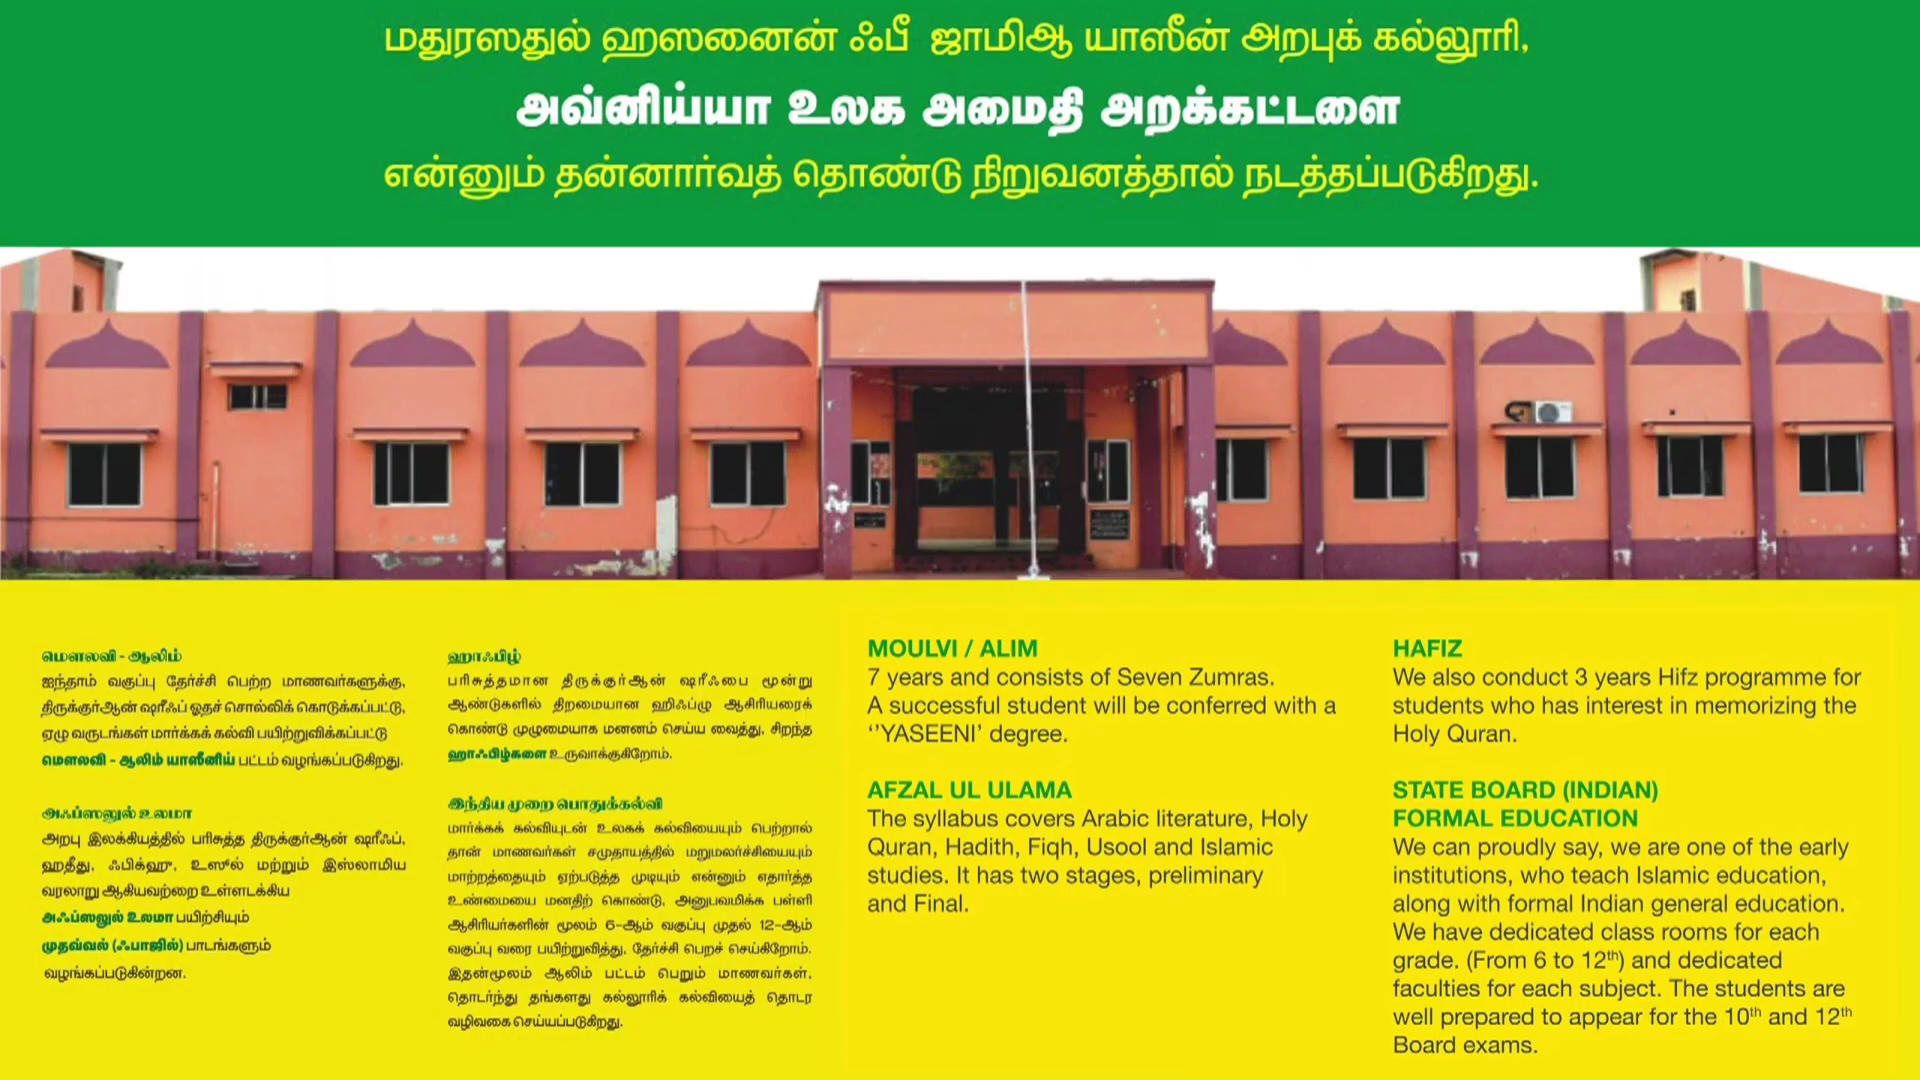 மதுரஸதுல் ஹஸனைன் ஃபீ ஜாமிஆ யாஸீன் அறபுக் கல்லூரி,
அவ்னிய்யா உலக அமைதி அறக்கட்டளை
என்னும் தன்னார்வத் தொண்டு நிறுவனத்தால் நடத்தப்படுகிறது.
மௌலவி - ஆலிம்
ஐந்தாம் வகுப்பு தேர்ச்சி பெற்ற மாணவர்களுக்கு,
திருக்குர்ஆன் ஷரீஃப் ஓதச் சொல்லிக் கொடுக்கப்பட்டு,
ஏழு வருடங்கள் மார்க்கக் கல்வி பயிற்றுவிக்கப்பட்டு
மௌலவி - ஆலிம் யாஸீனிய் பட்டம் வழங்கப்படுகிறது.
அஃப்ஸலுல் உலமா
அறபு இலக்கியத்தில் பரிசுத்த திருக்குர்ஆன் ஷரீஃப்,
ஹதீது, ஃபிக்ஹு, உஸூல் மற்றும் இஸ்லாமிய
வரலாறு ஆகியவற்றை உள்ளடக்கிய
அஃப்ஸலுல் உலமா பயிற்சியும்
முதவ்வல் (ஃபாஜில்) பாடங்களும்
வழங்கப்படுகின்றன.
ஹாஃபிழ்
பரிசுத்தமான திருக்குர்ஆன் ஷரீஃபை மூன்று
ஆண்டுகளில் திறமையான ஹிஃப்ழு ஆசிரியரைக்
கொண்டு முழுமையாக மனனம் செய்ய வைத்து, சிறந்த
ஹாஃபிழ்களை உருவாக்குகிறோம்.
இந்திய முறை பொதுக்கல்வி
மார்க்கக் கல்வியுடன் உலகக் கல்வியையும் பெற்றால்
தான் மாணவர்கள் சமுதாயத்தில் மறுமலர்ச்சியையும்
மாற்றத்தையும் ஏற்படுத்த முடியும் என்னும் எதார்த்த
உண்மையை மனதிற் கொண்டு, அனுபவமிக்க பள்ளி
ஆசிரியர்களின் மூலம் 6-ஆம் வகுப்பு முதல் 12-ஆம்
வகுப்பு வரை பயிற்றுவித்து, தேர்ச்சி பெறச் செய்கிறோம்.
இதன்மூலம் ஆலிம் பட்டம் பெறும் மாணவர்கள்,
தொடர்ந்து தங்களது கல்லூரிக் கல்வியைத் தொடர
வழிவகை செய்யப்படுகிறது.
MOULVI / ALIM
7 years and consists of Seven Zumras.
A successful student will be conferred with a
‘’YASEENI’ degree.
AFZAL UL ULAMA
The syllabus covers Arabic literature, Holy
Quran, Hadith, Fiqh, Usool and Islamic
studies. It has two stages, preliminary
and Final.
HAFIZ
We also conduct 3 years Hifz programme for
students who has interest in memorizing the
Holy Quran.
STATE BOARD (INDIAN)
FORMAL EDUCATION
We can proudly say, we are one of the early
institutions, who teach Islamic education,
along with formal Indian general education.
We have dedicated class rooms for each
grade. (From 6 to 12th) and dedicated
faculties for each subject. The students are
well prepared to appear for the 10th and 12th
Board exams.